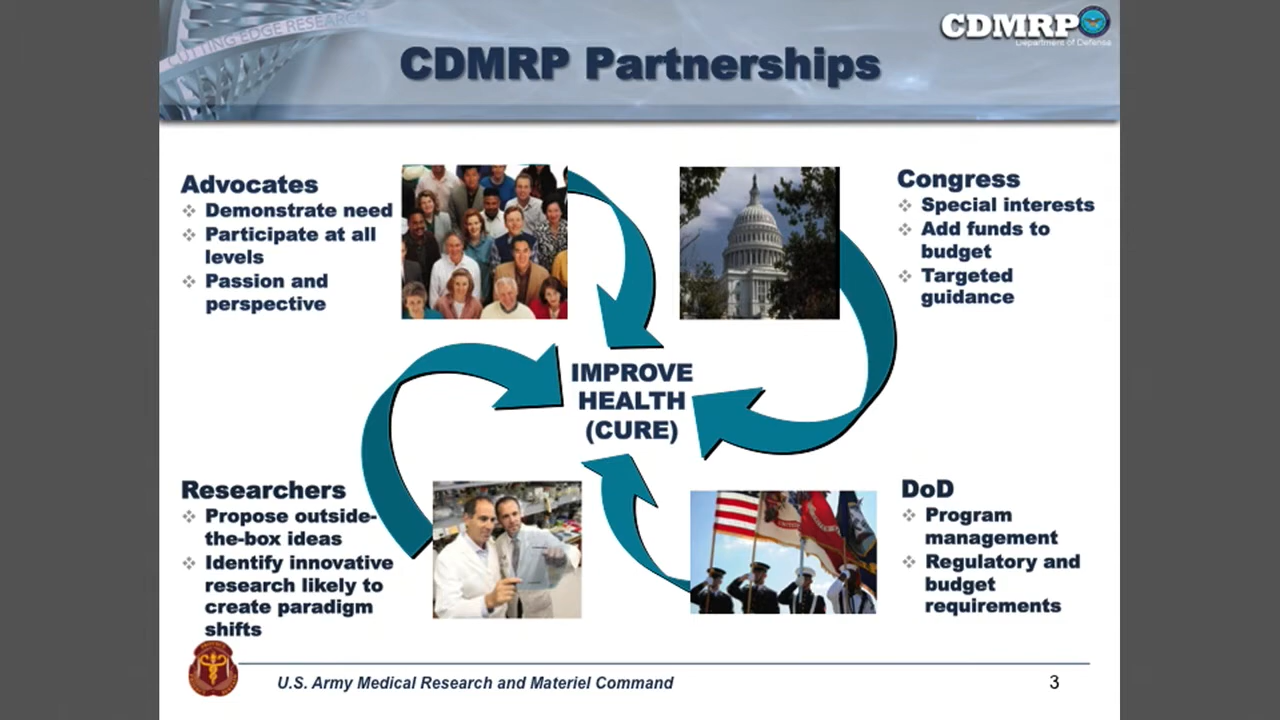 CUTTING EDGE RESEARCH
CDMRP
Department of Defense
CDMRP Partnerships
Advocates
Demonstrate need
Participate at all
levels
Passion and
perspective
Congress
Special interests
Add funds to
budget
Targeted
guidance
IMPROVE
HEALTH
(CURE)
Researchers
Propose outside-
the-box ideas
Identify innovative
research likely to
create paradigm
shifts
DoD
Program
management
Regulatory and
budget
requirements
U.S. Army Medical Research and Materiel Command
3